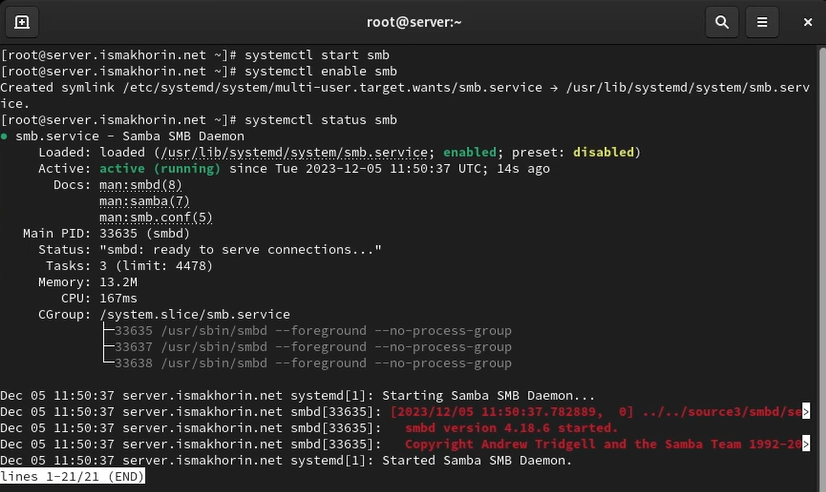 root@server:~
[root@server.ismakhorin.net ~]# systemctl start smb
[root@server.ismakhorin.net ~]# systemctl enable smb
Created symlink /etc/systemd/system/multi-user.target.wants/smb.service → /usr/lib/systemd/system/smb.serv
ice.
[root@server.ismakhorin.net ~]# systemctl status smb
● smb.service - Samba SMB Daemon
     Loaded: loaded (/usr/lib/systemd/system/smb.service; enabled; preset: disabled)
     Active: active (running) since Tue 2023-12-05 11:50:37 UTC; 14s ago
       Docs: man:smbd(8)
             man:samba(7)
             man:smb.conf(5)
   Main PID: 33635 (smbd)
     Status: "smbd: ready to serve connections..."
      Tasks: 3 (limit: 4478)
     Memory: 13.2M
        CPU: 167ms
     CGroup: /system.slice/smb.service
             ├─33635 /usr/sbin/smbd --foreground --no-process-group
             ├─33637 /usr/sbin/smbd --foreground --no-process-group
             └─33638 /usr/sbin/smbd --foreground --no-process-group
Dec 05 11:50:37 server.ismakhorin.net systemd[1]: Starting Samba SMB Daemon...
Dec 05 11:50:37 server.ismakhorin.net smbd[33635]: [2023/12/05 11:50:37.782889,  0] ../../source3/smbd/se>
Dec 05 11:50:37 server.ismakhorin.net smbd[33635]:   smbd version 4.18.6 started.
Dec 05 11:50:37 server.ismakhorin.net smbd[33635]:   Copyright Andrew Tridgell and the Samba Team 1992-20>
Dec 05 11:50:37 server.ismakhorin.net systemd[1]: Started Samba SMB Daemon.
lines 1-21/21 (END)